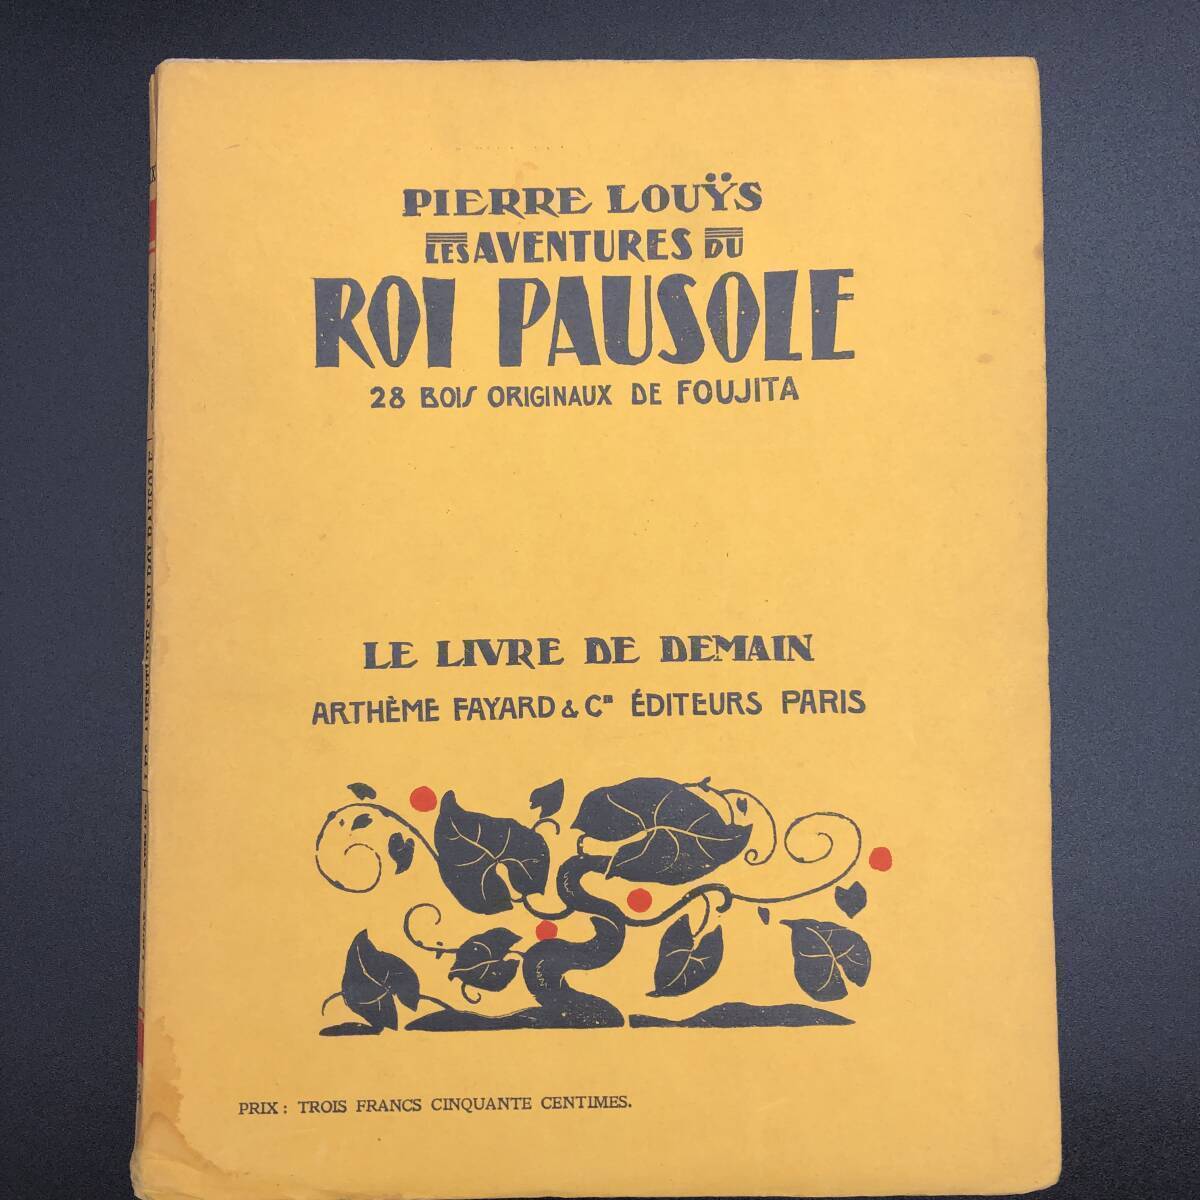 PIERRE LOUŸS
LES AVENTURES DU
ROI PAUSOLE
28 BOIS ORIGINAUX DE FOUJITA
LE LIVRE DE DEMAIN
ARTHÈME FAYARD & Cie ÉDITEURS PARIS
PRIX : TROIS FRANCS CINQUANTE CENTIMES.